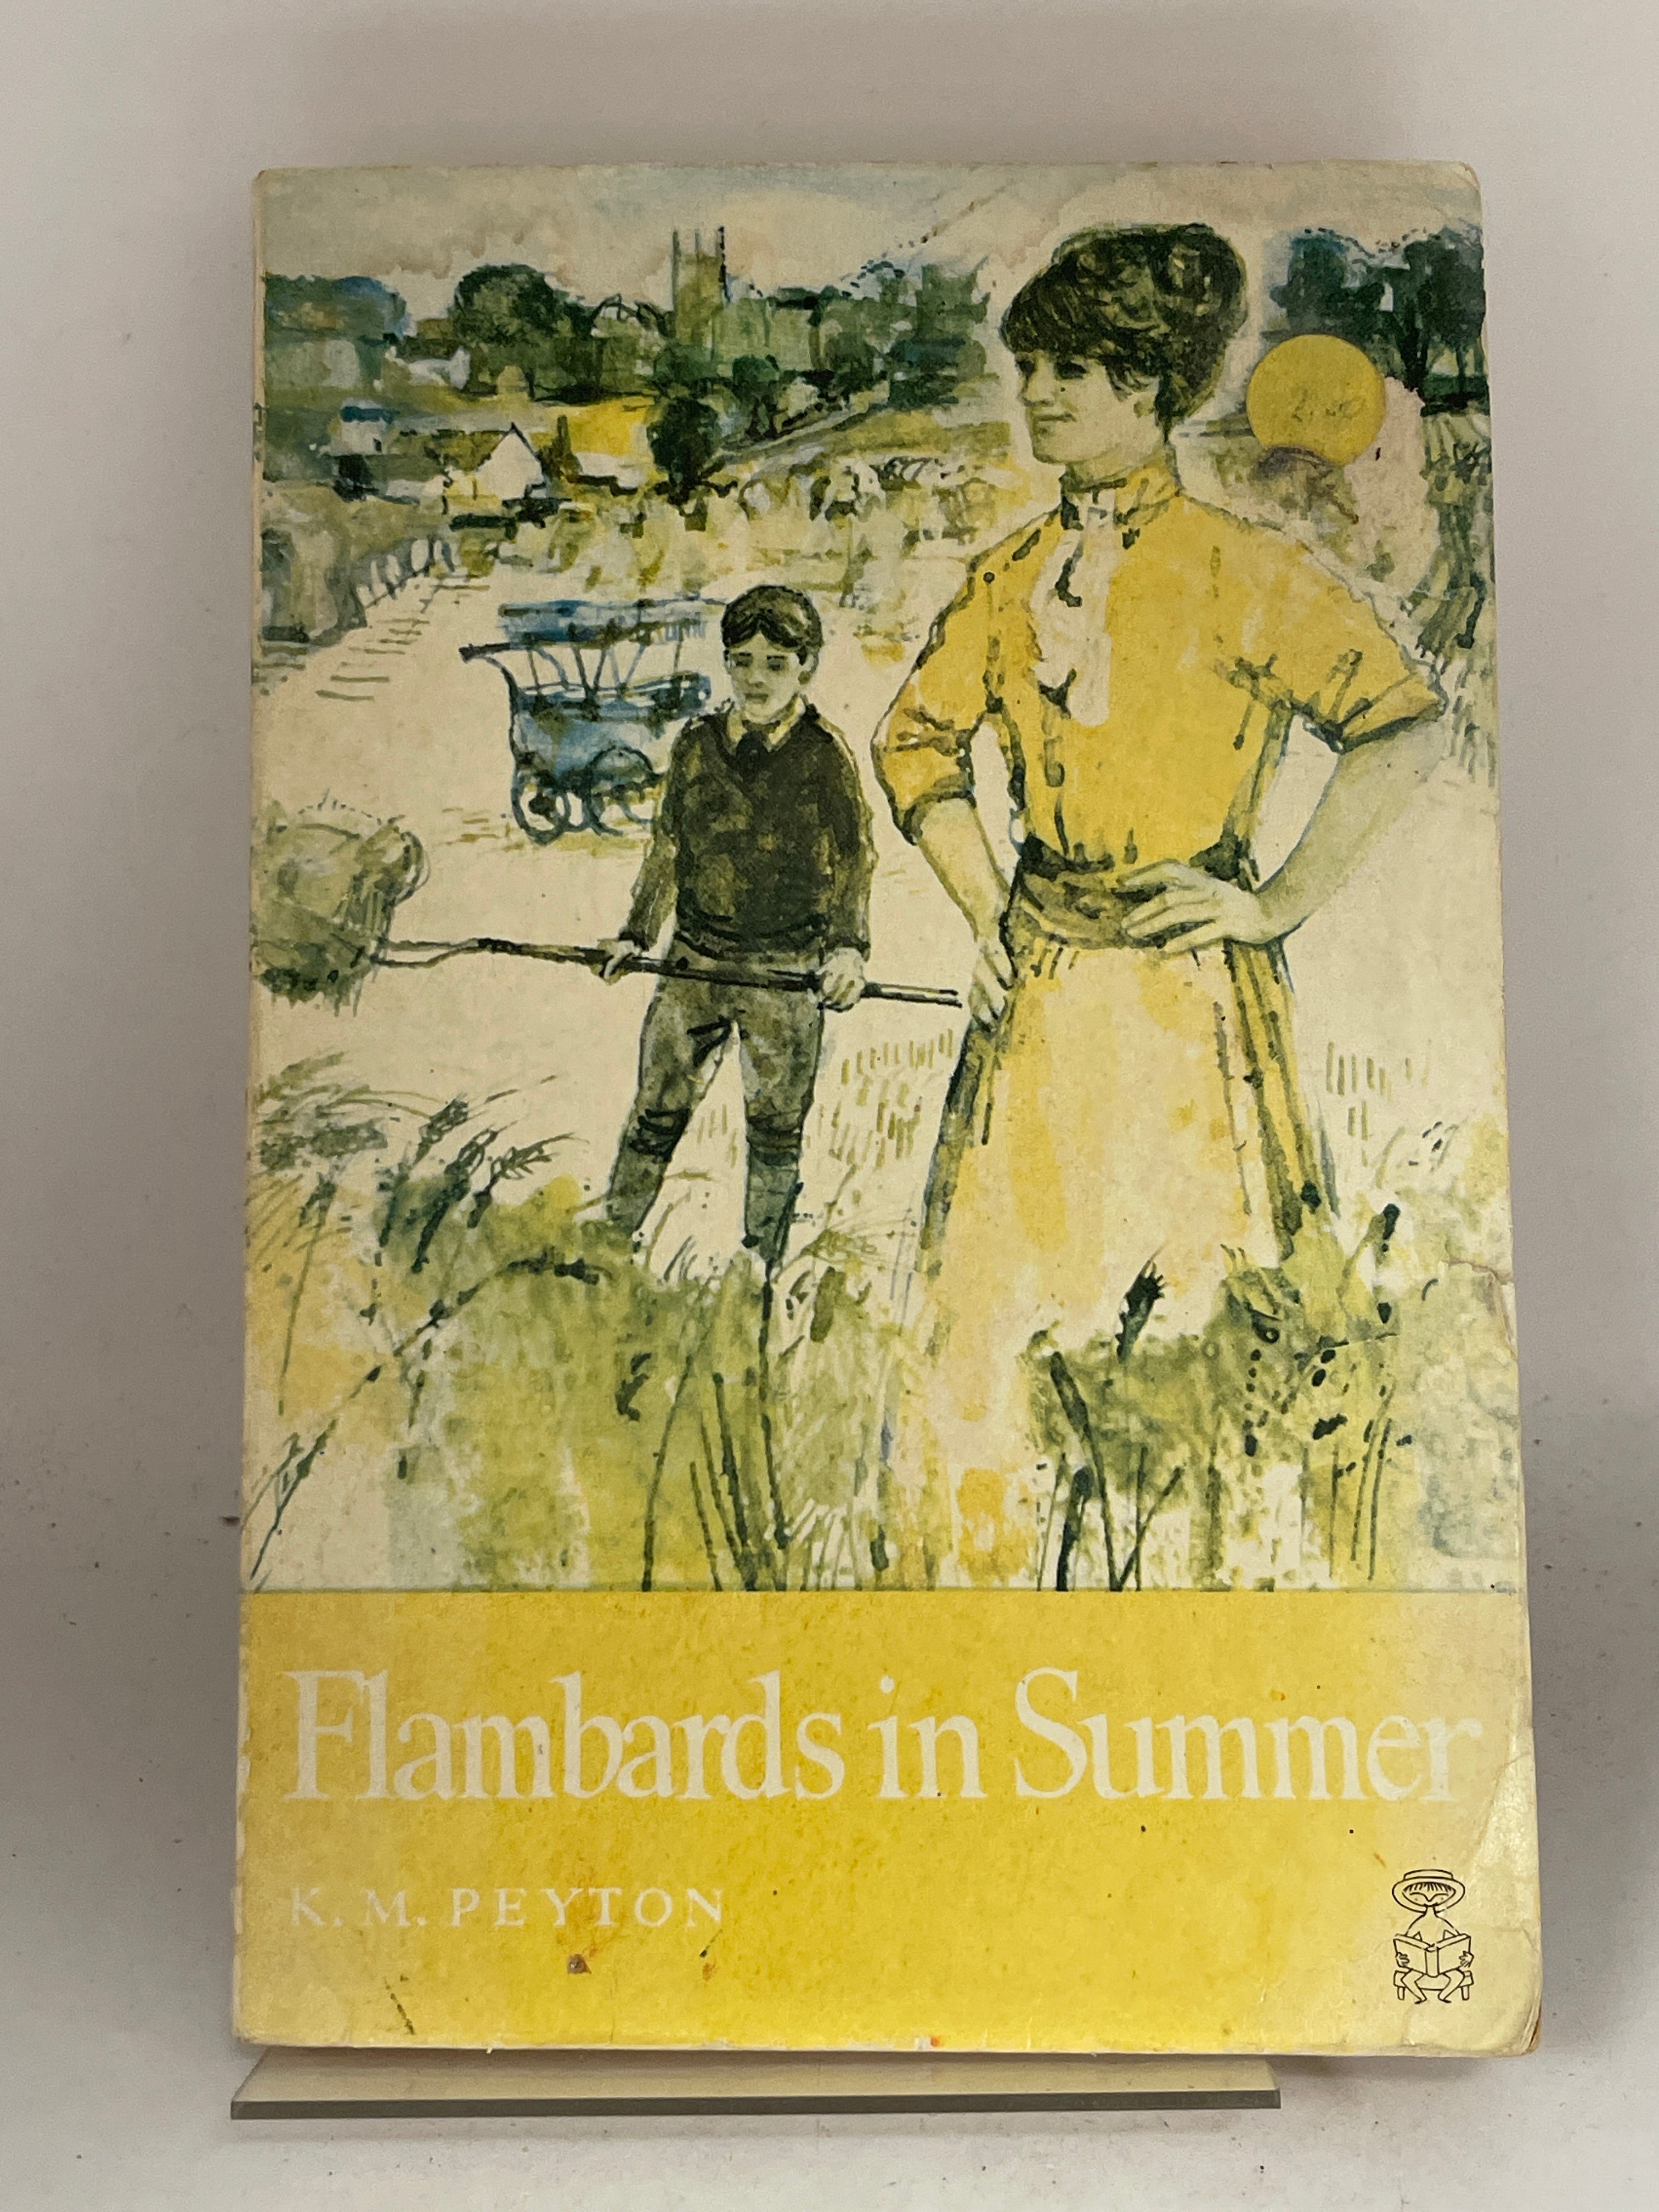 Flambards in Summer
K. M. PEYTON